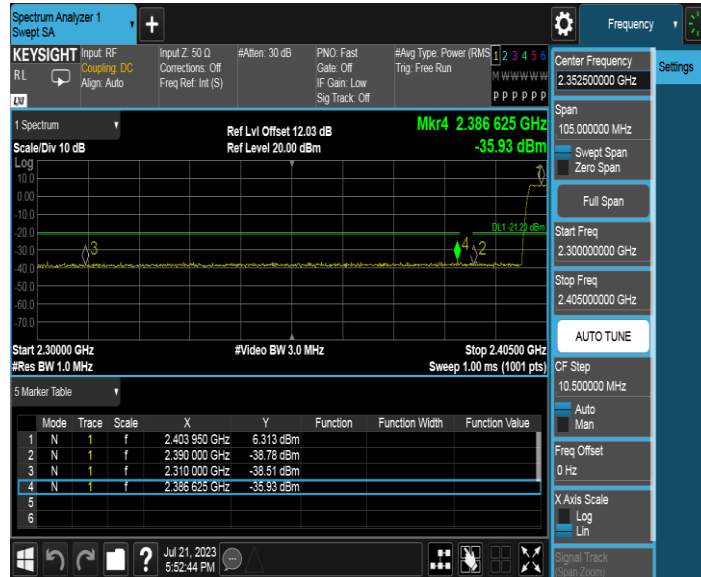 Spectrum Analyzer 1
Swept SA
+
Frequency
KEYSIGHT Input: RF
RL Coupling: DC
Align: Auto
LXI
Input Z: 50 Ω
Corrections: Off
Freq Ref: Int (S)
#Atten: 30 dB
PNO: Fast
Gate: Off
IF Gain: Low
Sig Track: Off
#Avg Type: Power (RMS
Trig: Free Run
1 2 3 4 5 6
M W W W W W
P P P P P P
Center Frequency
2.352500000 GHz
Settings
Span
105.000000 MHz
Swept Span
Zero Span
Full Span
Start Freq
2.300000000 GHz
Stop Freq
2.405000000 GHz
AUTO TUNE
CF Step
10.500000 MHz
Auto
Man
Freq Offset
0 Hz
X Axis Scale
Log
Lin
Signal Track
(Span Zoom)
1 Spectrum
Scale/Div 10 dB
Ref Lvl Offset 12.03 dB
Ref Level 20.00 dBm
Mkr4 2.386 625 GHz
-35.93 dBm
Log
10.0
0.00
-10.0
-20.0
-30.0
-40.0
-50.0
-60.0
-70.0
1
DL1 -21.20 dBm
3
4
2
Start 2.30000 GHz
#Res BW 1.0 MHz
#Video BW 3.0 MHz
Stop 2.40500 GHz
Sweep 1.00 ms (1001 pts)
5 Marker Table
Mode Trace Scale X Y Function Function Width Function Value
1 N 1 f 2.403 950 GHz 6.313 dBm
2 N 1 f 2.390 000 GHz -38.78 dBm
3 N 1 f 2.310 000 GHz -38.51 dBm
4 N 1 f 2.386 625 GHz -35.93 dBm
5
6
?
Jul 21, 2023
5:52:44 PM